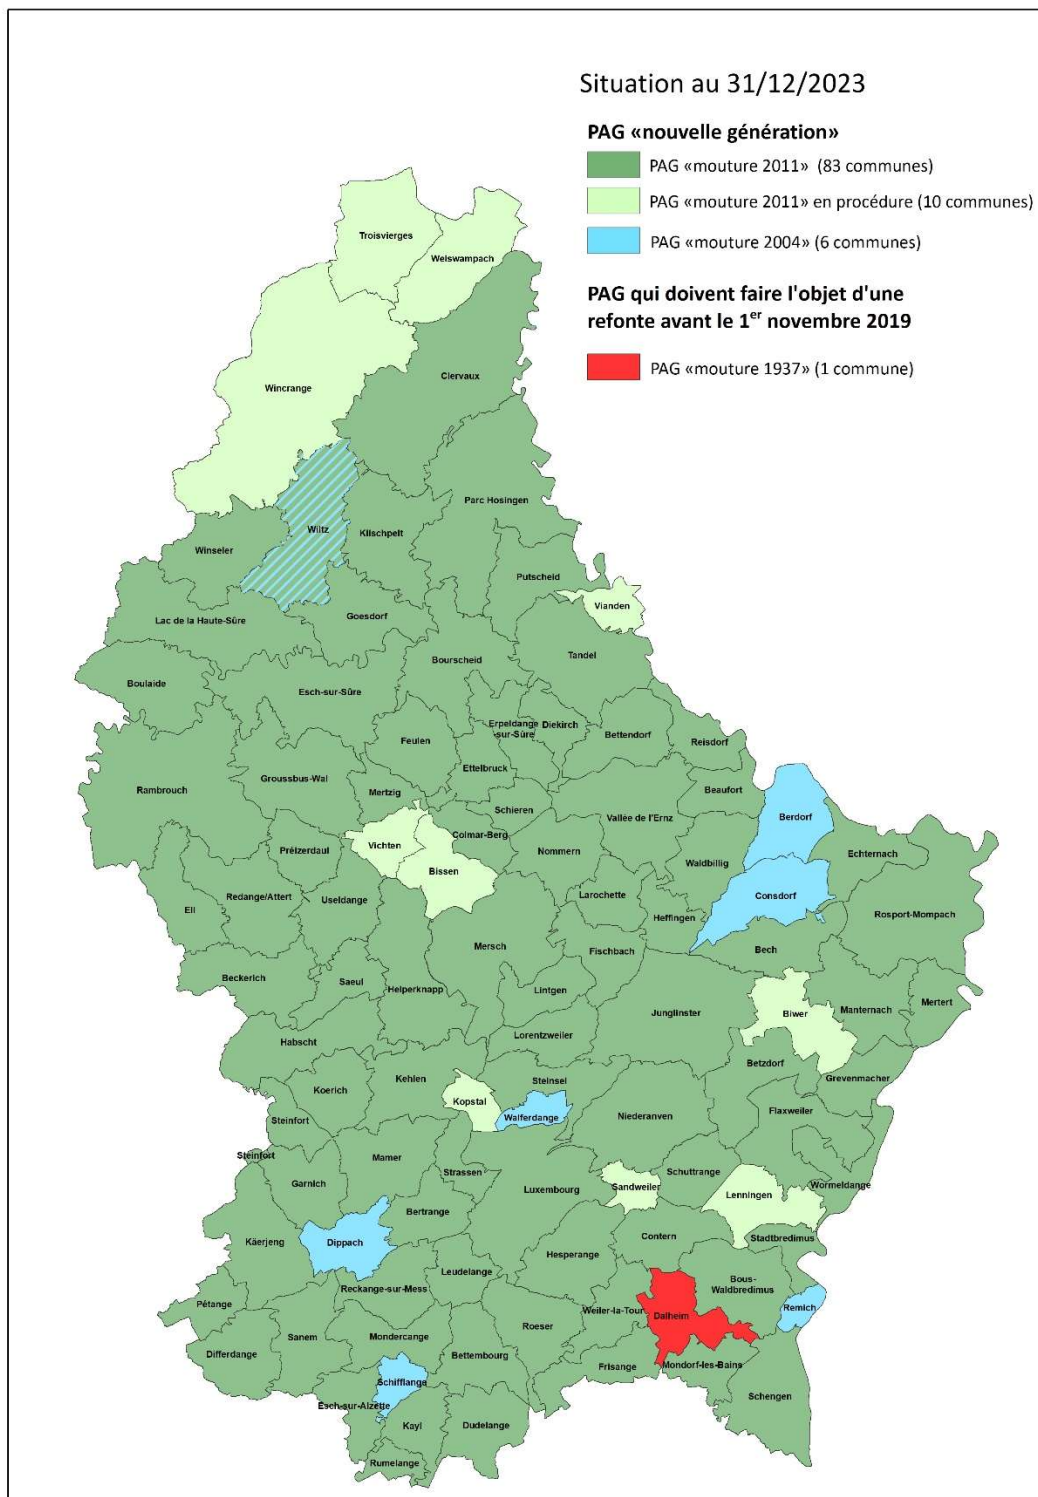 Situation au 31/12/2023
PAG «nouvelle génération»
PAG «mouture 2011» (83 communes)
PAG «mouture 2011» en procédure (10 communes)
PAG «mouture 2004» (6 communes)
PAG qui doivent faire l'objet d'une
refonte avant le 1er novembre 2019
PAG «mouture 1937» (1 commune)
Troisvierges
Weiswampach
Clervaux
Wincrange
Parc Hosingen
Wiltz
Kiischpelt
Winseler
Putscheid
Vianden
Goesdorf
Lac de la Haute-Sûre
Tandel
Bourscheid
Boulaide
Esch-sur-Sûre
Erpeldange
-sur-Sûre
Diekirch
Bettendorf
Reisdorf
Feulen
Ettelbruck
Groussbus-Wal
Rambrouch
Mertzig
Beaufort
Schieren
Vallée de l'Ernz
Berdorf
Colmar-Berg
Vichten
Préizerdaul
Nommern
Echternach
Waldbillig
Bissen
Larochette
Consdorf
Redange/Attert
Useldange
Ell
Heffingen
Rosport-Mompach
Mersch
Fischbach
Bech
Beckerich
Saeul
Helperknapp
Lintgen
Mertert
Junglinster
Biwer
Manternach
Lorentzweiler
Habscht
Betzdorf
Kehlen
Steinsel
Grevenmacher
Koerich
Kopstal
Walferdange
Niederanven
Flaxweiler
Steinfort
Steinfort
Mamer
Strassen
Schuttrange
Garnich
Luxembourg
Sandweiler
Wormeldange
Lenningen
Bertrange
Contern
Stadtbredimus
Käerjeng
Dippach
Hesperange
Leudelange
Bous-
Waldbredimus
Reckange-sur-Mess
Pétange
Weiler-la-Tour
Dalheim
Remich
Roeser
Sanem
Mondercange
Differdange
Bettembourg
Frisange
Mondorf-les-Bains
Schifflange
Schengen
Esch-sur-Alzette
Kayl
Dudelange
Rumelange